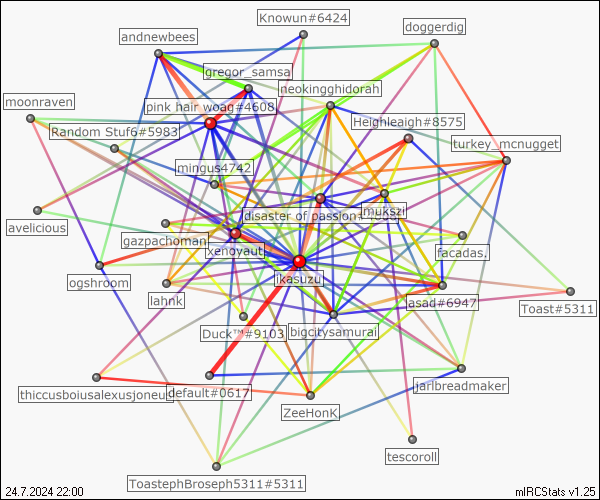 Knowun#6424
doggerdig
andnewbees
gregor_samsa
neokingghidorah
moonraven
pink hair woag#4608
Heighleaigh#8575
Random Stuf6#5983
turkey_mcnugget
mingus4742
avelicious
disaster of passion
mukszi
gazpachoman
xenoyaut
facadas.
ikasuzu
ogshroom
lahnk
asad#6947
Toast#5311
Duck™#9103
bigcitysamurai
thiccusboiusalexusjoneu
default#0617
jarlbreadmaker
ZeeHonK
tescoroll
ToastephBroseph5311#5311
24.7.2024 22:00
mIRCStats v1.25